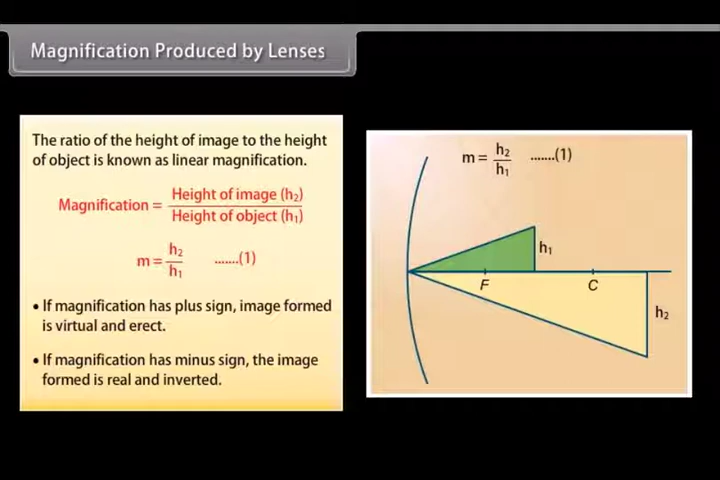 Magnification Produced by Lenses
The ratio of the height of image to the height
of object is known as linear magnification.
Magnification = Height of image (h₂) / Height of object (h₁)
m = h₂ / h₁ .......(1)
• If magnification has plus sign, image formed
is virtual and erect.
• If magnification has minus sign, the image
formed is real and inverted.
m = h₂ / h₁ .......(1)
h₁
F
C
h₂